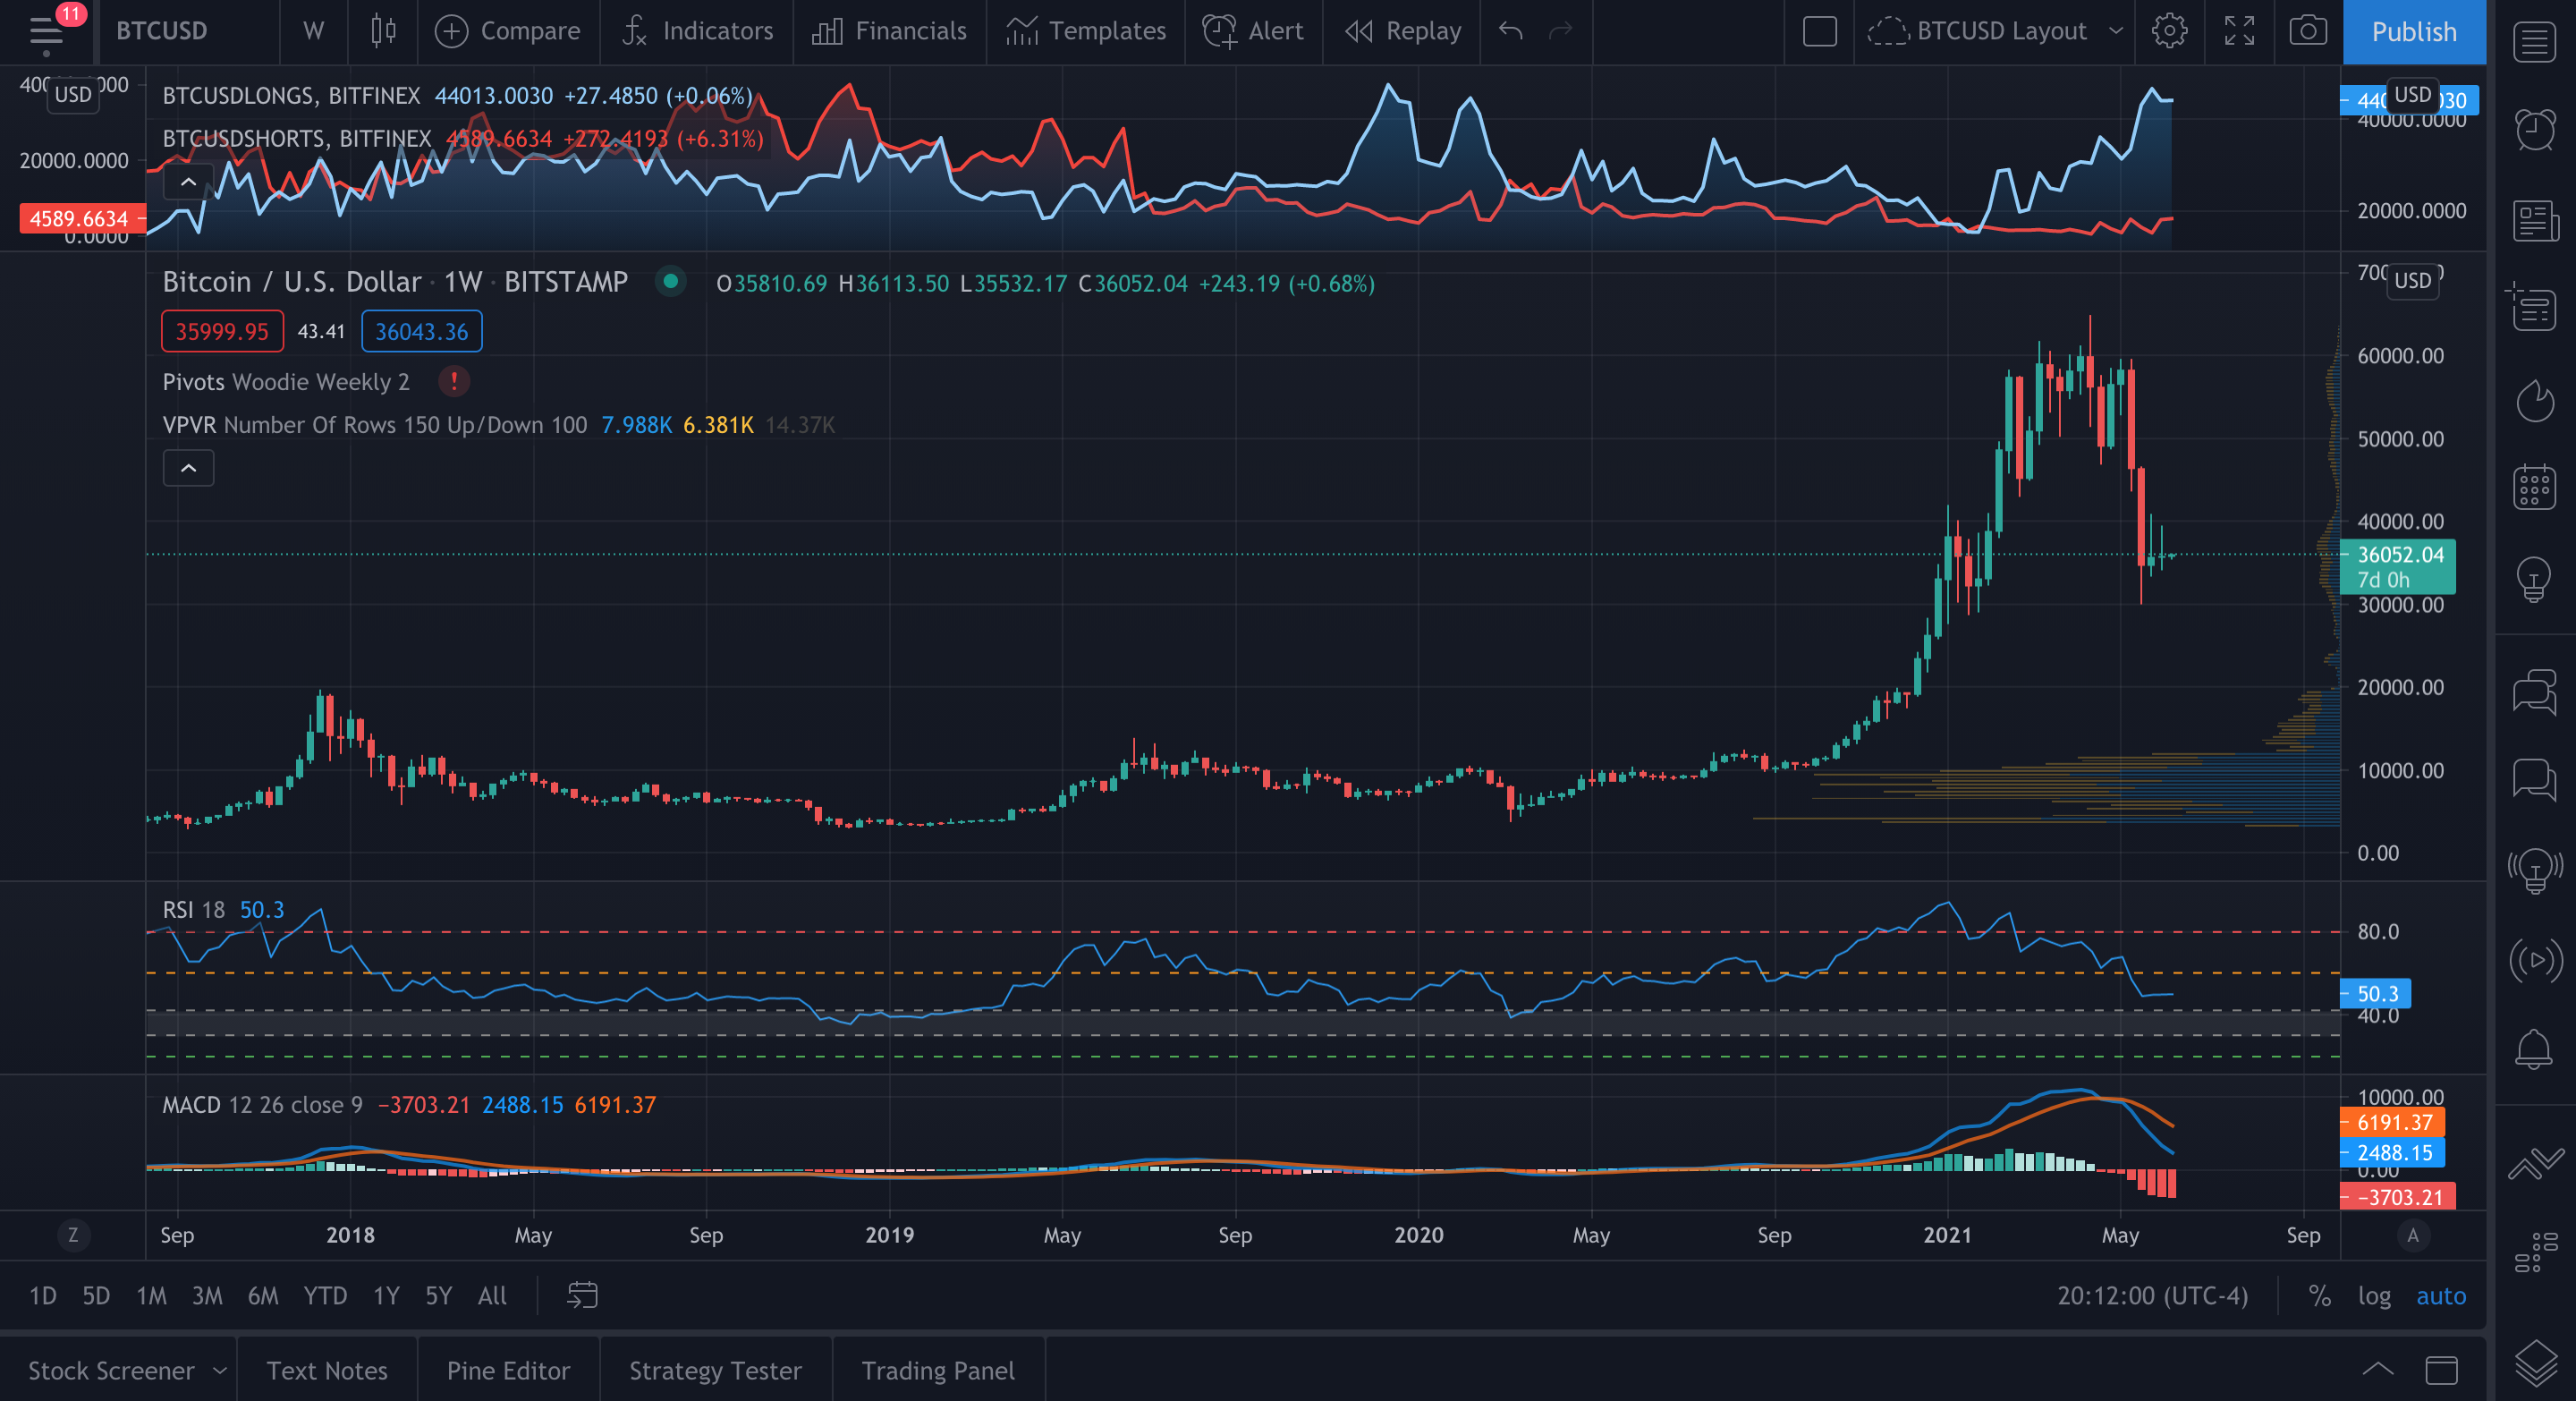 11
BTCUSD W Compare Indicators Financials Templates Alert Replay BTCUSD Layout Publish
USD
BTCUSDLONGS, BITFINEX 44013.0030 +27.4850 (+0.06%)
USD
BTCUSDSHORTS, BITFINEX 4589.6634 +272.4193 (+6.31%)
40000.0000
20000.0000
4589.6634
0.0000
20000.0000
Bitcoin / U.S. Dollar · 1W · BITSTAMP O35810.69 H36113.50 L35532.17 C36052.04 +243.19 (+0.68%)
USD
35999.95 43.41 36043.36
Pivots Woodie Weekly 2 !
VPVR Number Of Rows 150 Up/Down 100 7.988K 6.381K 14.37K
60000.00
50000.00
40000.00
36052.04
7d 0h
30000.00
20000.00
10000.00
0.00
RSI 18 50.3
80.0
50.3
40.0
MACD 12 26 close 9 −3703.21 2488.15 6191.37
10000.00
6191.37
2488.15
0.00
−3703.21
Z Sep 2018 May Sep 2019 May Sep 2020 May Sep 2021 May Sep A
1D 5D 1M 3M 6M YTD 1Y 5Y All 20:12:00 (UTC-4) % log auto
Stock Screener Text Notes Pine Editor Strategy Tester Trading Panel